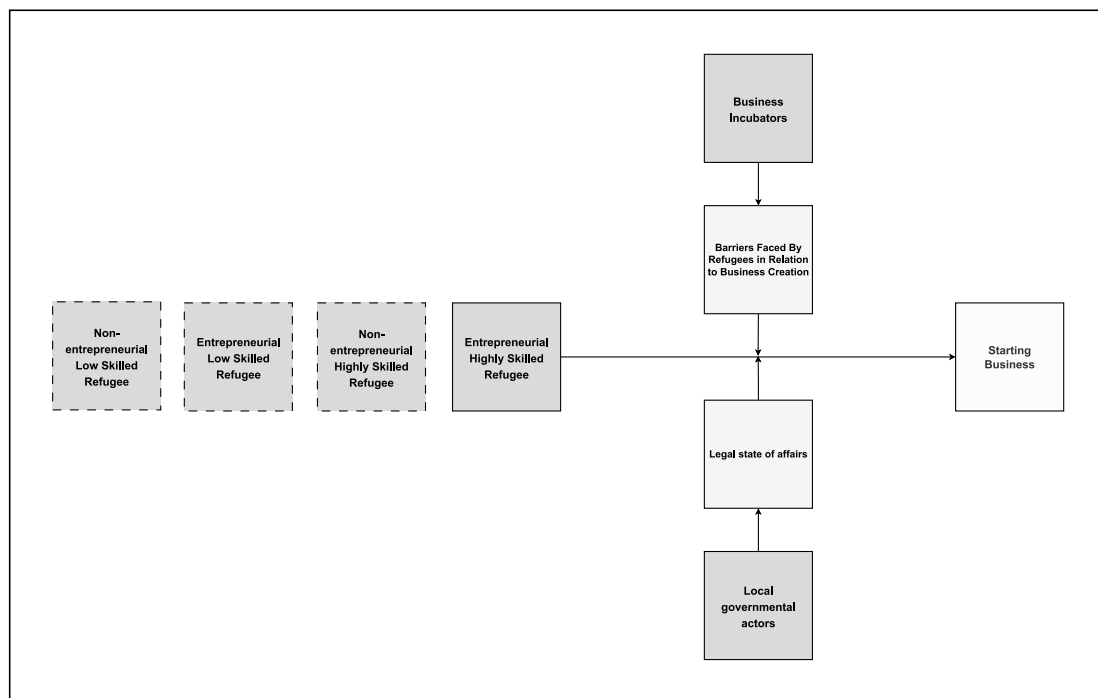 Business
Incubators
Barriers Faced By
Refugees in Relation
to Business Creation
Non-
entrepreneurial
Low Skilled
Refugee
Entrepreneurial
Low Skilled
Refugee
Non-
entrepreneurial
Highly Skilled
Refugee
Entrepreneurial
Highly Skilled
Refugee
Starting
Business
Legal state of affairs
Local
governmental
actors